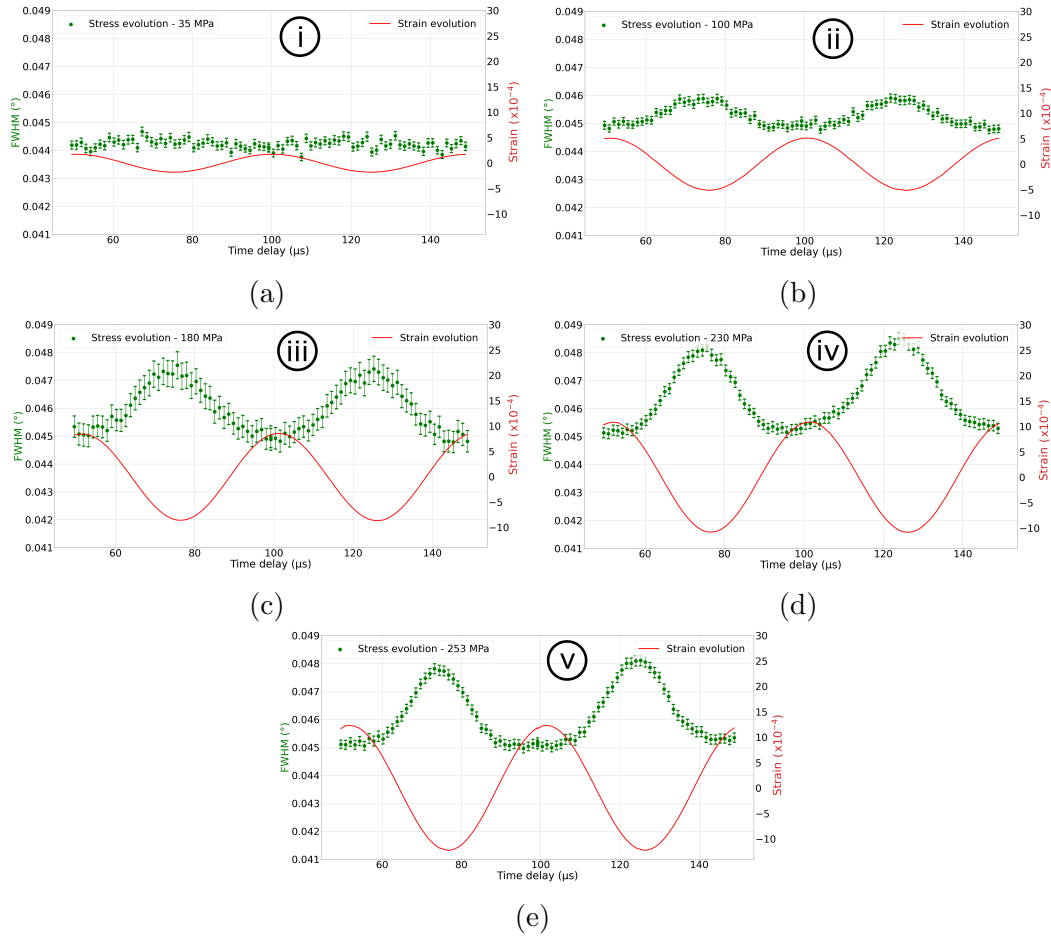 0.049
0.048
0.047
0.046
0.045
0.044
0.043
0.042
0.041
FWHM (°)
Stress evolution - 35 MPa
i
Strain evolution
30
25
20
15
10
5
0
−5
−10
Strain (x10⁻⁴)
60 80 100 120 140
Time delay (µs)
(a)
0.049
0.048
0.047
0.046
0.045
0.044
0.043
0.042
0.041
FWHM (°)
Stress evolution - 100 MPa
ii
Strain evolution
30
25
20
15
10
5
0
−5
−10
Strain (x10⁻⁴)
60 80 100 120 140
Time delay (µs)
(b)
0.049
0.048
0.047
0.046
0.045
0.044
0.043
0.042
0.041
FWHM (°)
Stress evolution - 180 MPa
iii
Strain evolution
30
25
20
15
10
5
0
−5
−10
Strain (x10⁻⁴)
60 80 100 120 140
Time delay (µs)
(c)
0.049
0.048
0.047
0.046
0.045
0.044
0.043
0.042
0.041
FWHM (°)
Stress evolution - 230 MPa
iv
Strain evolution
30
25
20
15
10
5
0
−5
−10
Strain (x10⁻⁴)
60 80 100 120 140
Time delay (µs)
(d)
0.049
0.048
0.047
0.046
0.045
0.044
0.043
0.042
0.041
FWHM (°)
Stress evolution - 253 MPa
v
Strain evolution
30
25
20
15
10
5
0
−5
−10
Strain (x10⁻⁴)
60 80 100 120 140
Time delay (µs)
(e)